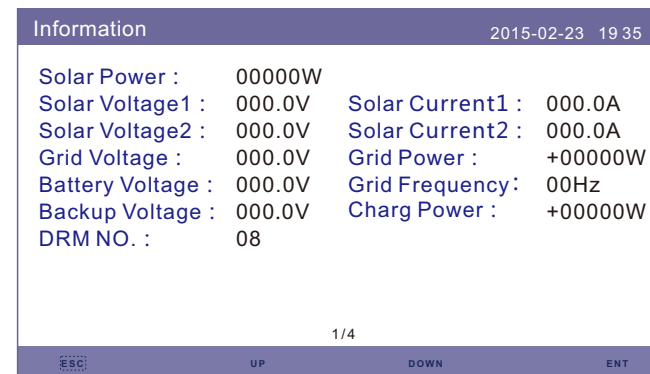 Information 2015-02-23 19 35
Solar Power : 00000W
Solar Voltage1 : 000.0V Solar Current1 : 000.0A
Solar Voltage2 : 000.0V Solar Current2 : 000.0A
Grid Voltage : 000.0V Grid Power : +00000W
Battery Voltage : 000.0V Grid Frequency: 00Hz
Backup Voltage : 000.0V Charg Power : +00000W
DRM NO. : 08
1/4
ESC UP DOWN ENT